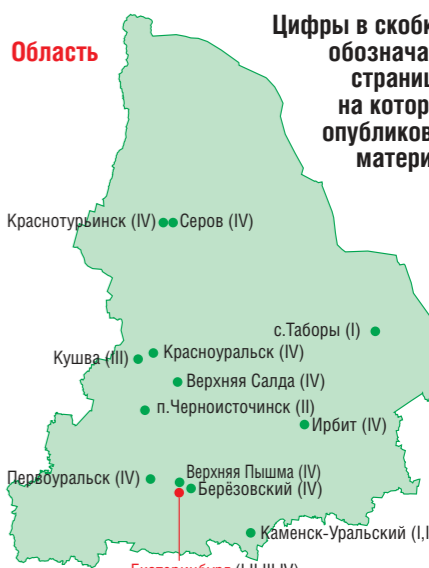 Область
Цифры в
обознача
страниц
на котор
опубликов
матери
Краснотурьинск (IV) Серов (IV)
с.Таборы (I)
Кушва (III) Красноуральск (IV)
Верхняя Салда (IV)
п.Черноисточинск (II)
Ирбит (IV)
Первоуральск (IV) Верхняя Пышма (IV)
Берёзовский (IV)
Каменск-Уральский (I,I